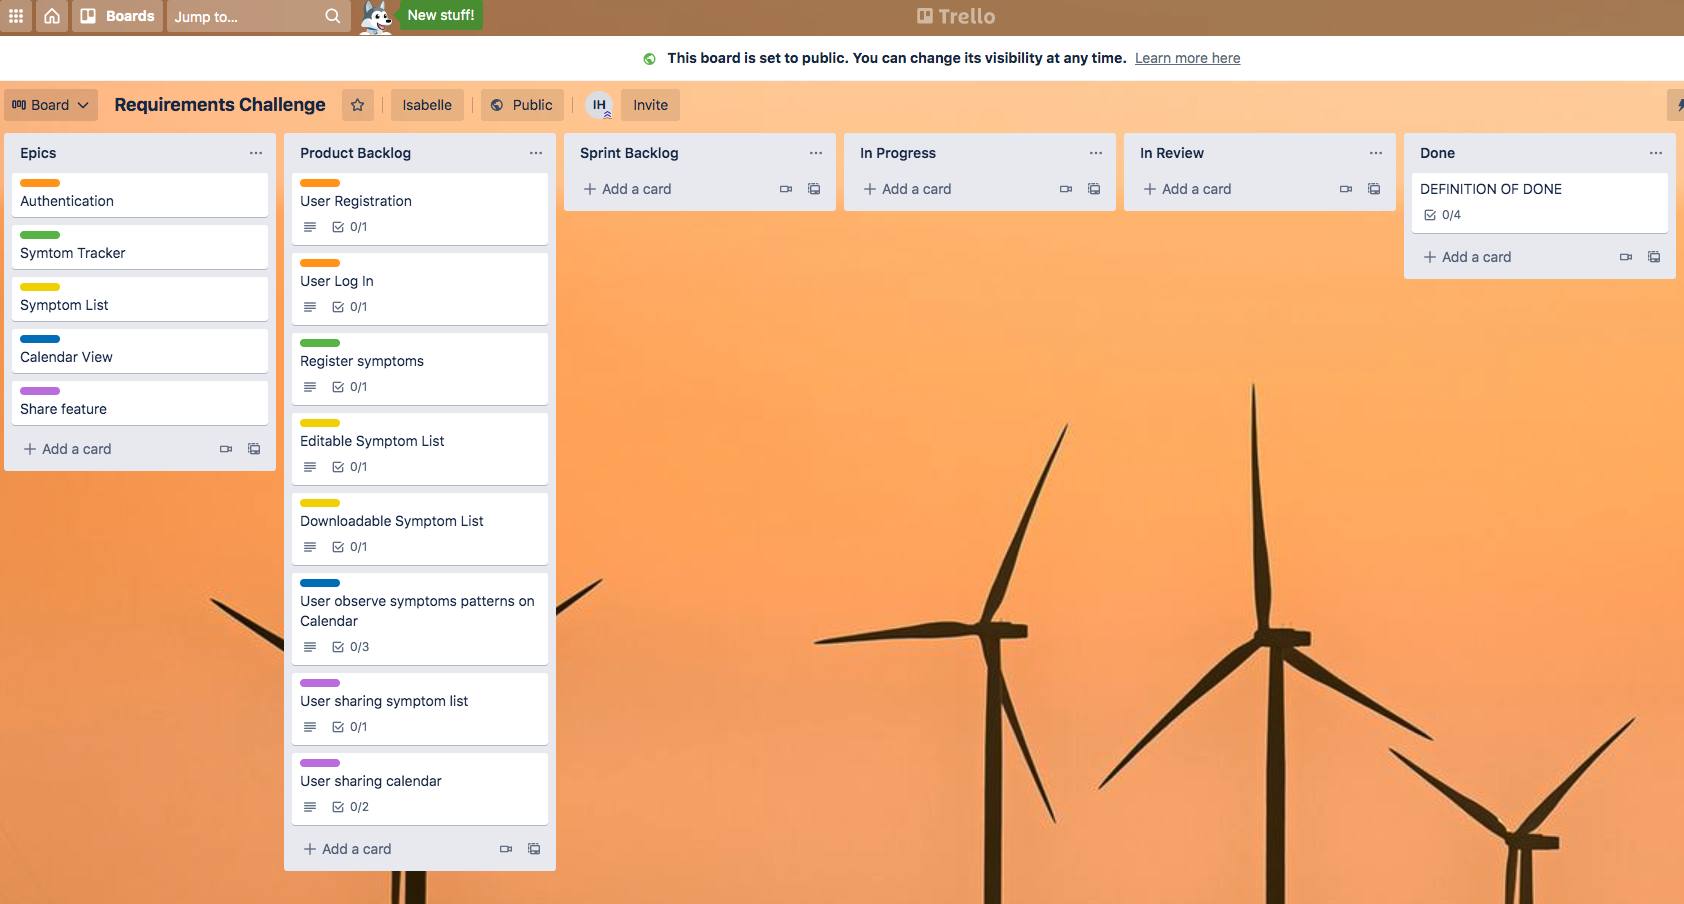 Boards
Jump to...
New stuff!
Trello
This board is set to public. You can change its visibility at any time. Learn more here
Board
Requirements Challenge
Isabelle
Public
IH
Invite
Epics
Authentication
Symtom Tracker
Symptom List
Calendar View
Share feature
Add a card
Product Backlog
User Registration
0/1
User Log In
0/1
Register symptoms
0/1
Editable Symptom List
0/1
Downloadable Symptom List
0/1
User observe symptoms patterns on
Calendar
0/3
User sharing symptom list
0/1
User sharing calendar
0/2
Add a card
Sprint Backlog
Add a card
In Progress
Add a card
In Review
Add a card
Done
DEFINITION OF DONE
0/4
Add a card